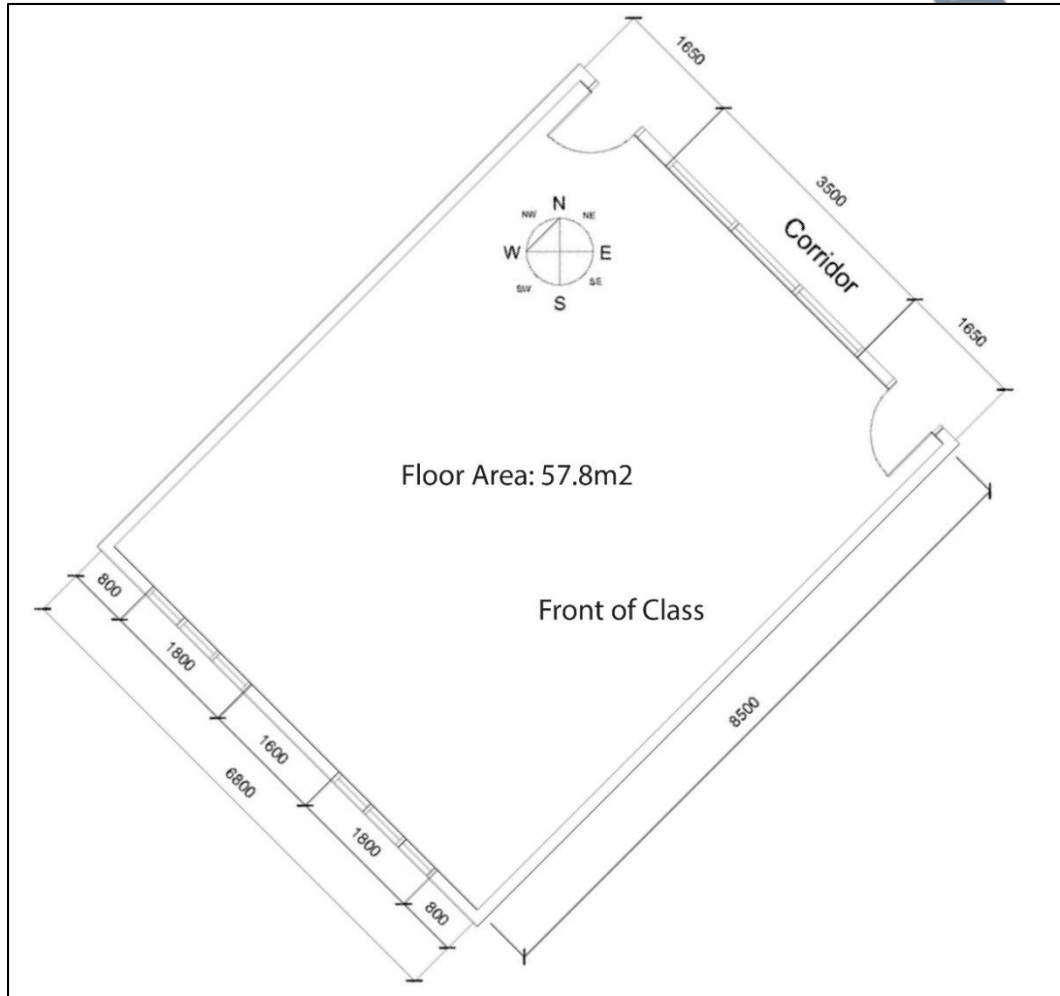 1650
3500
Corridor
1650
N
NW NE
W E
SW SE
S
Floor Area: 57.8m2
Front of Class
800
1800
1600
6800
1800
800
8500